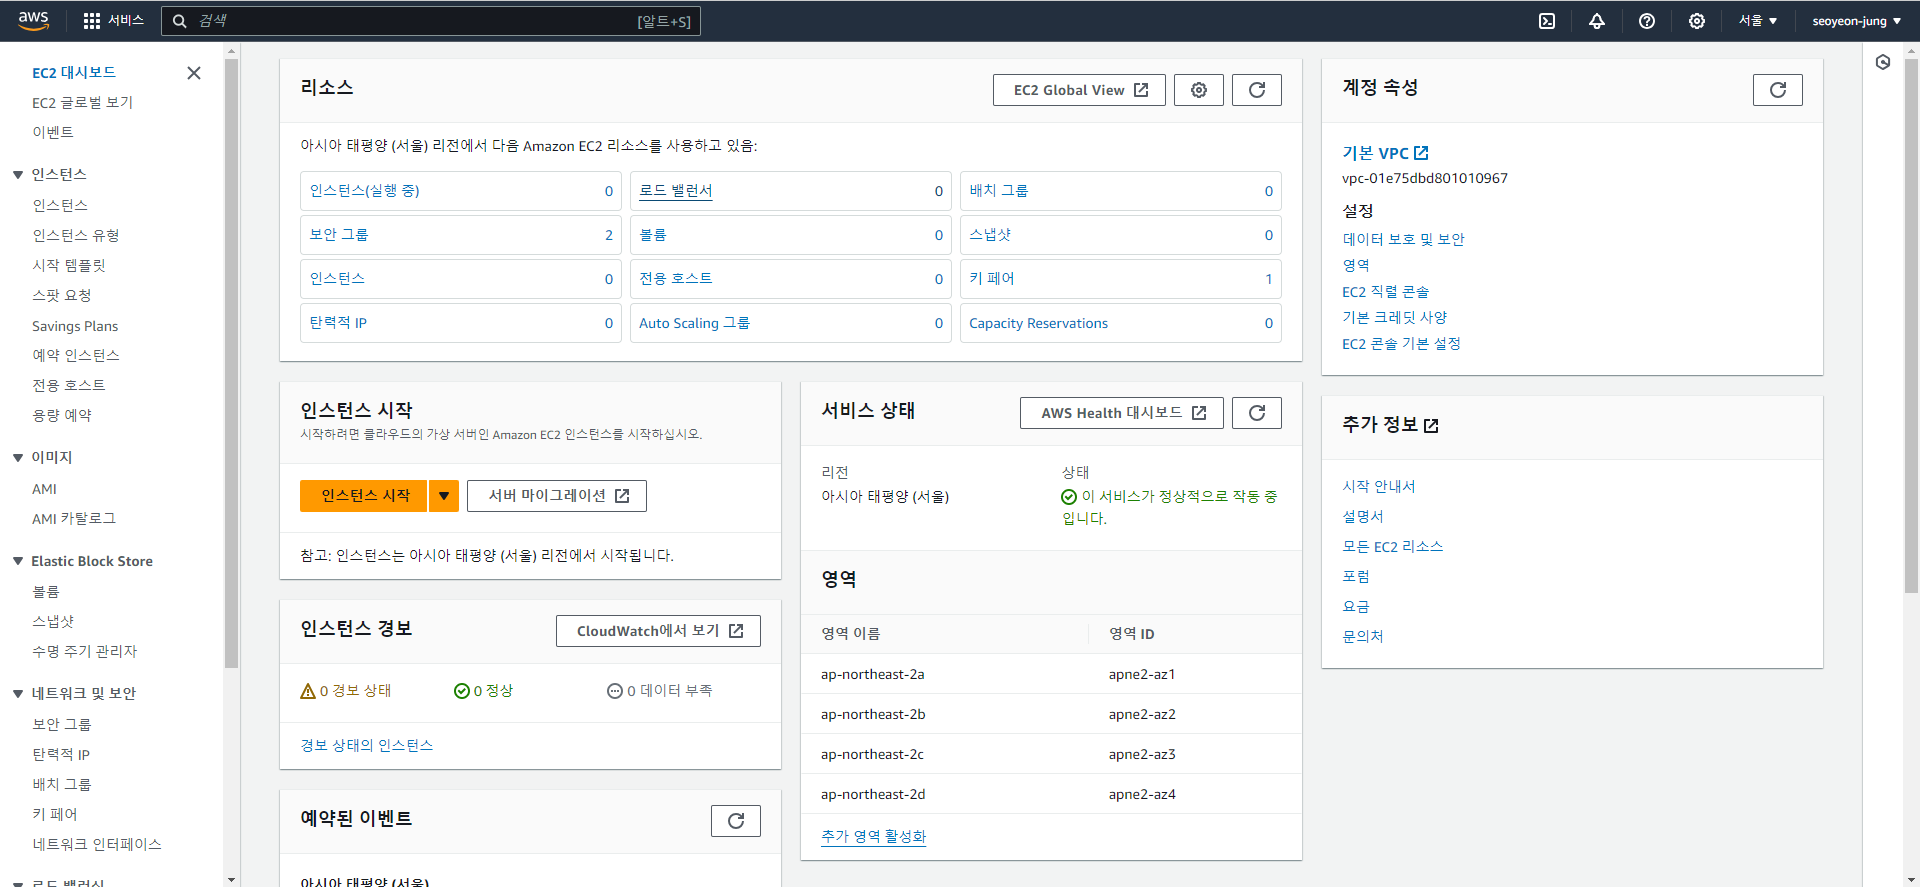 aws
서비스
검색
[알트+S]
서울 ▼
seoyeon-jung ▼
EC2 대시보드
EC2 글로벌 보기
이벤트
▼ 인스턴스
인스턴스
인스턴스 유형
시작 템플릿
스팟 요청
Savings Plans
예약 인스턴스
전용 호스트
용량 예약
▼ 이미지
AMI
AMI 카탈로그
▼ Elastic Block Store
볼륨
스냅샷
수명 주기 관리자
▼ 네트워크 및 보안
보안 그룹
탄력적 IP
배치 그룹
키 페어
네트워크 인터페이스
▼ 로드 밸런싱
리소스
EC2 Global View
아시아 태평양 (서울) 리전에서 다음 Amazon EC2 리소스를 사용하고 있음:
인스턴스(실행 중) 0
로드 밸런서 0
배치 그룹 0
보안 그룹 2
볼륨 0
스냅샷 0
인스턴스 0
전용 호스트 0
키 페어 1
탄력적 IP 0
Auto Scaling 그룹 0
Capacity Reservations 0
인스턴스 시작
시작하려면 클라우드의 가상 서버인 Amazon EC2 인스턴스를 시작하십시오.
인스턴스 시작
서버 마이그레이션
참고: 인스턴스는 아시아 태평양 (서울) 리전에서 시작됩니다.
인스턴스 경보
CloudWatch에서 보기
0 경보 상태
0 정상
0 데이터 부족
경보 상태의 인스턴스
예약된 이벤트
아시아 태평양 (서울)
서비스 상태
AWS Health 대시보드
리전
아시아 태평양 (서울)
상태
이 서비스가 정상적으로 작동 중
입니다.
영역
영역 이름 영역 ID
ap-northeast-2a apne2-az1
ap-northeast-2b apne2-az2
ap-northeast-2c apne2-az3
ap-northeast-2d apne2-az4
추가 영역 활성화
계정 속성
기본 VPC
vpc-01e75dbd801010967
설정
데이터 보호 및 보안
영역
EC2 직렬 콘솔
기본 크레딧 사양
EC2 콘솔 기본 설정
추가 정보
시작 안내서
설명서
모든 EC2 리소스
포럼
요금
문의처